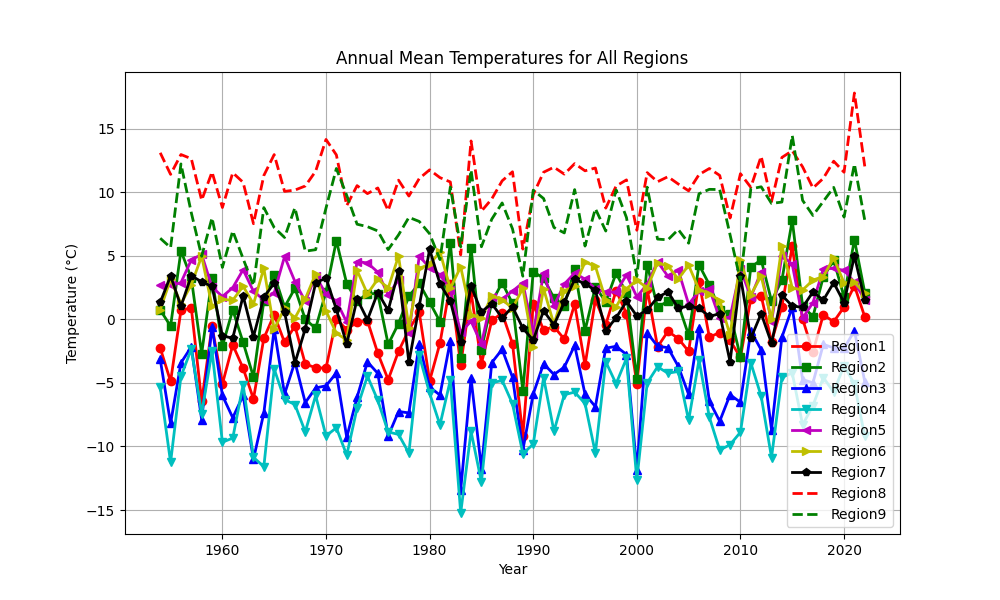 Annual Mean Temperatures for All Regions
Temperature (°C)
15
10
5
0
−5
−10
−15
1960 1970 1980 1990 2000 2010 2020
Year
Region1
Region2
Region3
Region4
Region5
Region6
Region7
Region8
Region9